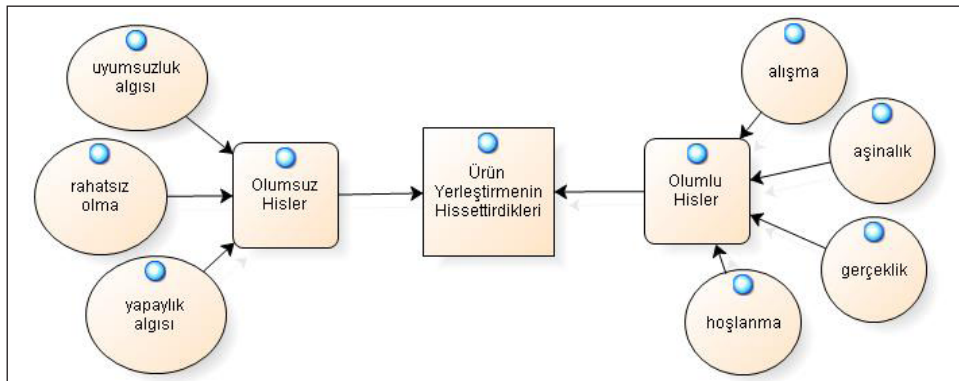 uyumsuzluk
algısı
rahatsız
olma
yapaylık
algısı
Olumsuz
Hisler
Ürün
Yerleştirmenin
Hissettirdikleri
Olumlu
Hisler
alışma
aşinalık
gerçeklik
hoşlanma